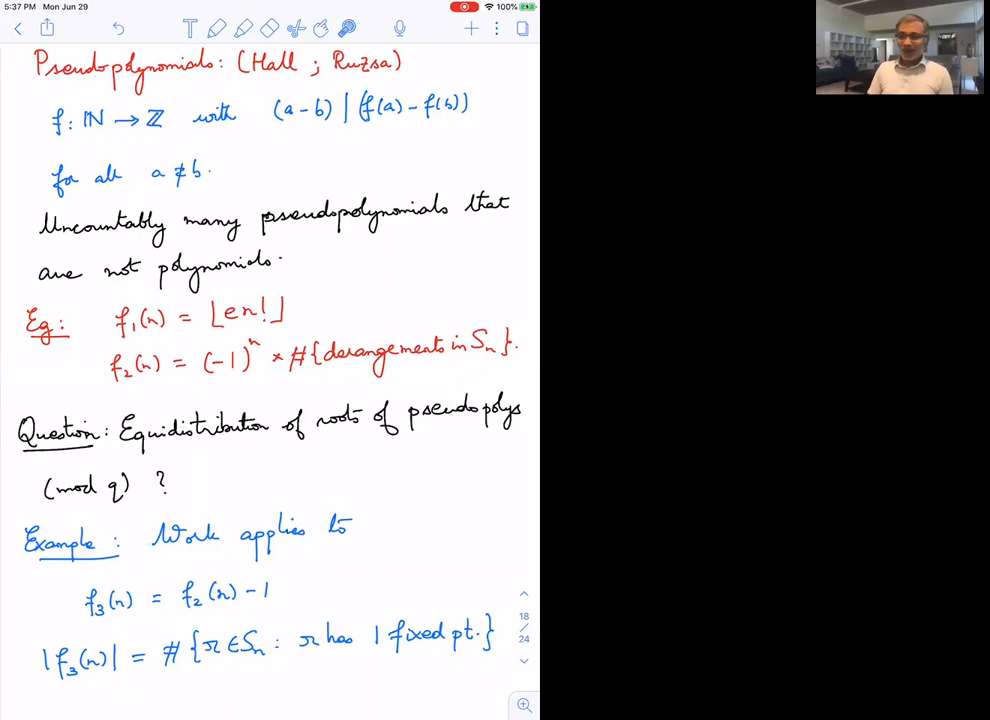 5:37 PM Mon Jun 29
100%
Pseudopolynomials: (Hall ; Ruzsa)
f: ℕ → ℤ with (a-b) | (f(a) - f(b))
for all a ≠ b.
Uncountably many pseudopolynomials that
are not polynomials.
Eg: f₁(n) = ⌊en!⌋
f₂(n) = (-1)ⁿ × #{derangements in Sₙ}.
Question: Equidistribution of roots of pseudopolys
(mod q) ?
Example: Work applies to
f₃(n) = f₂(n) - 1
|f₃(n)| = #{π ∈ Sₙ : π has 1 fixed pt.}
18
/
24